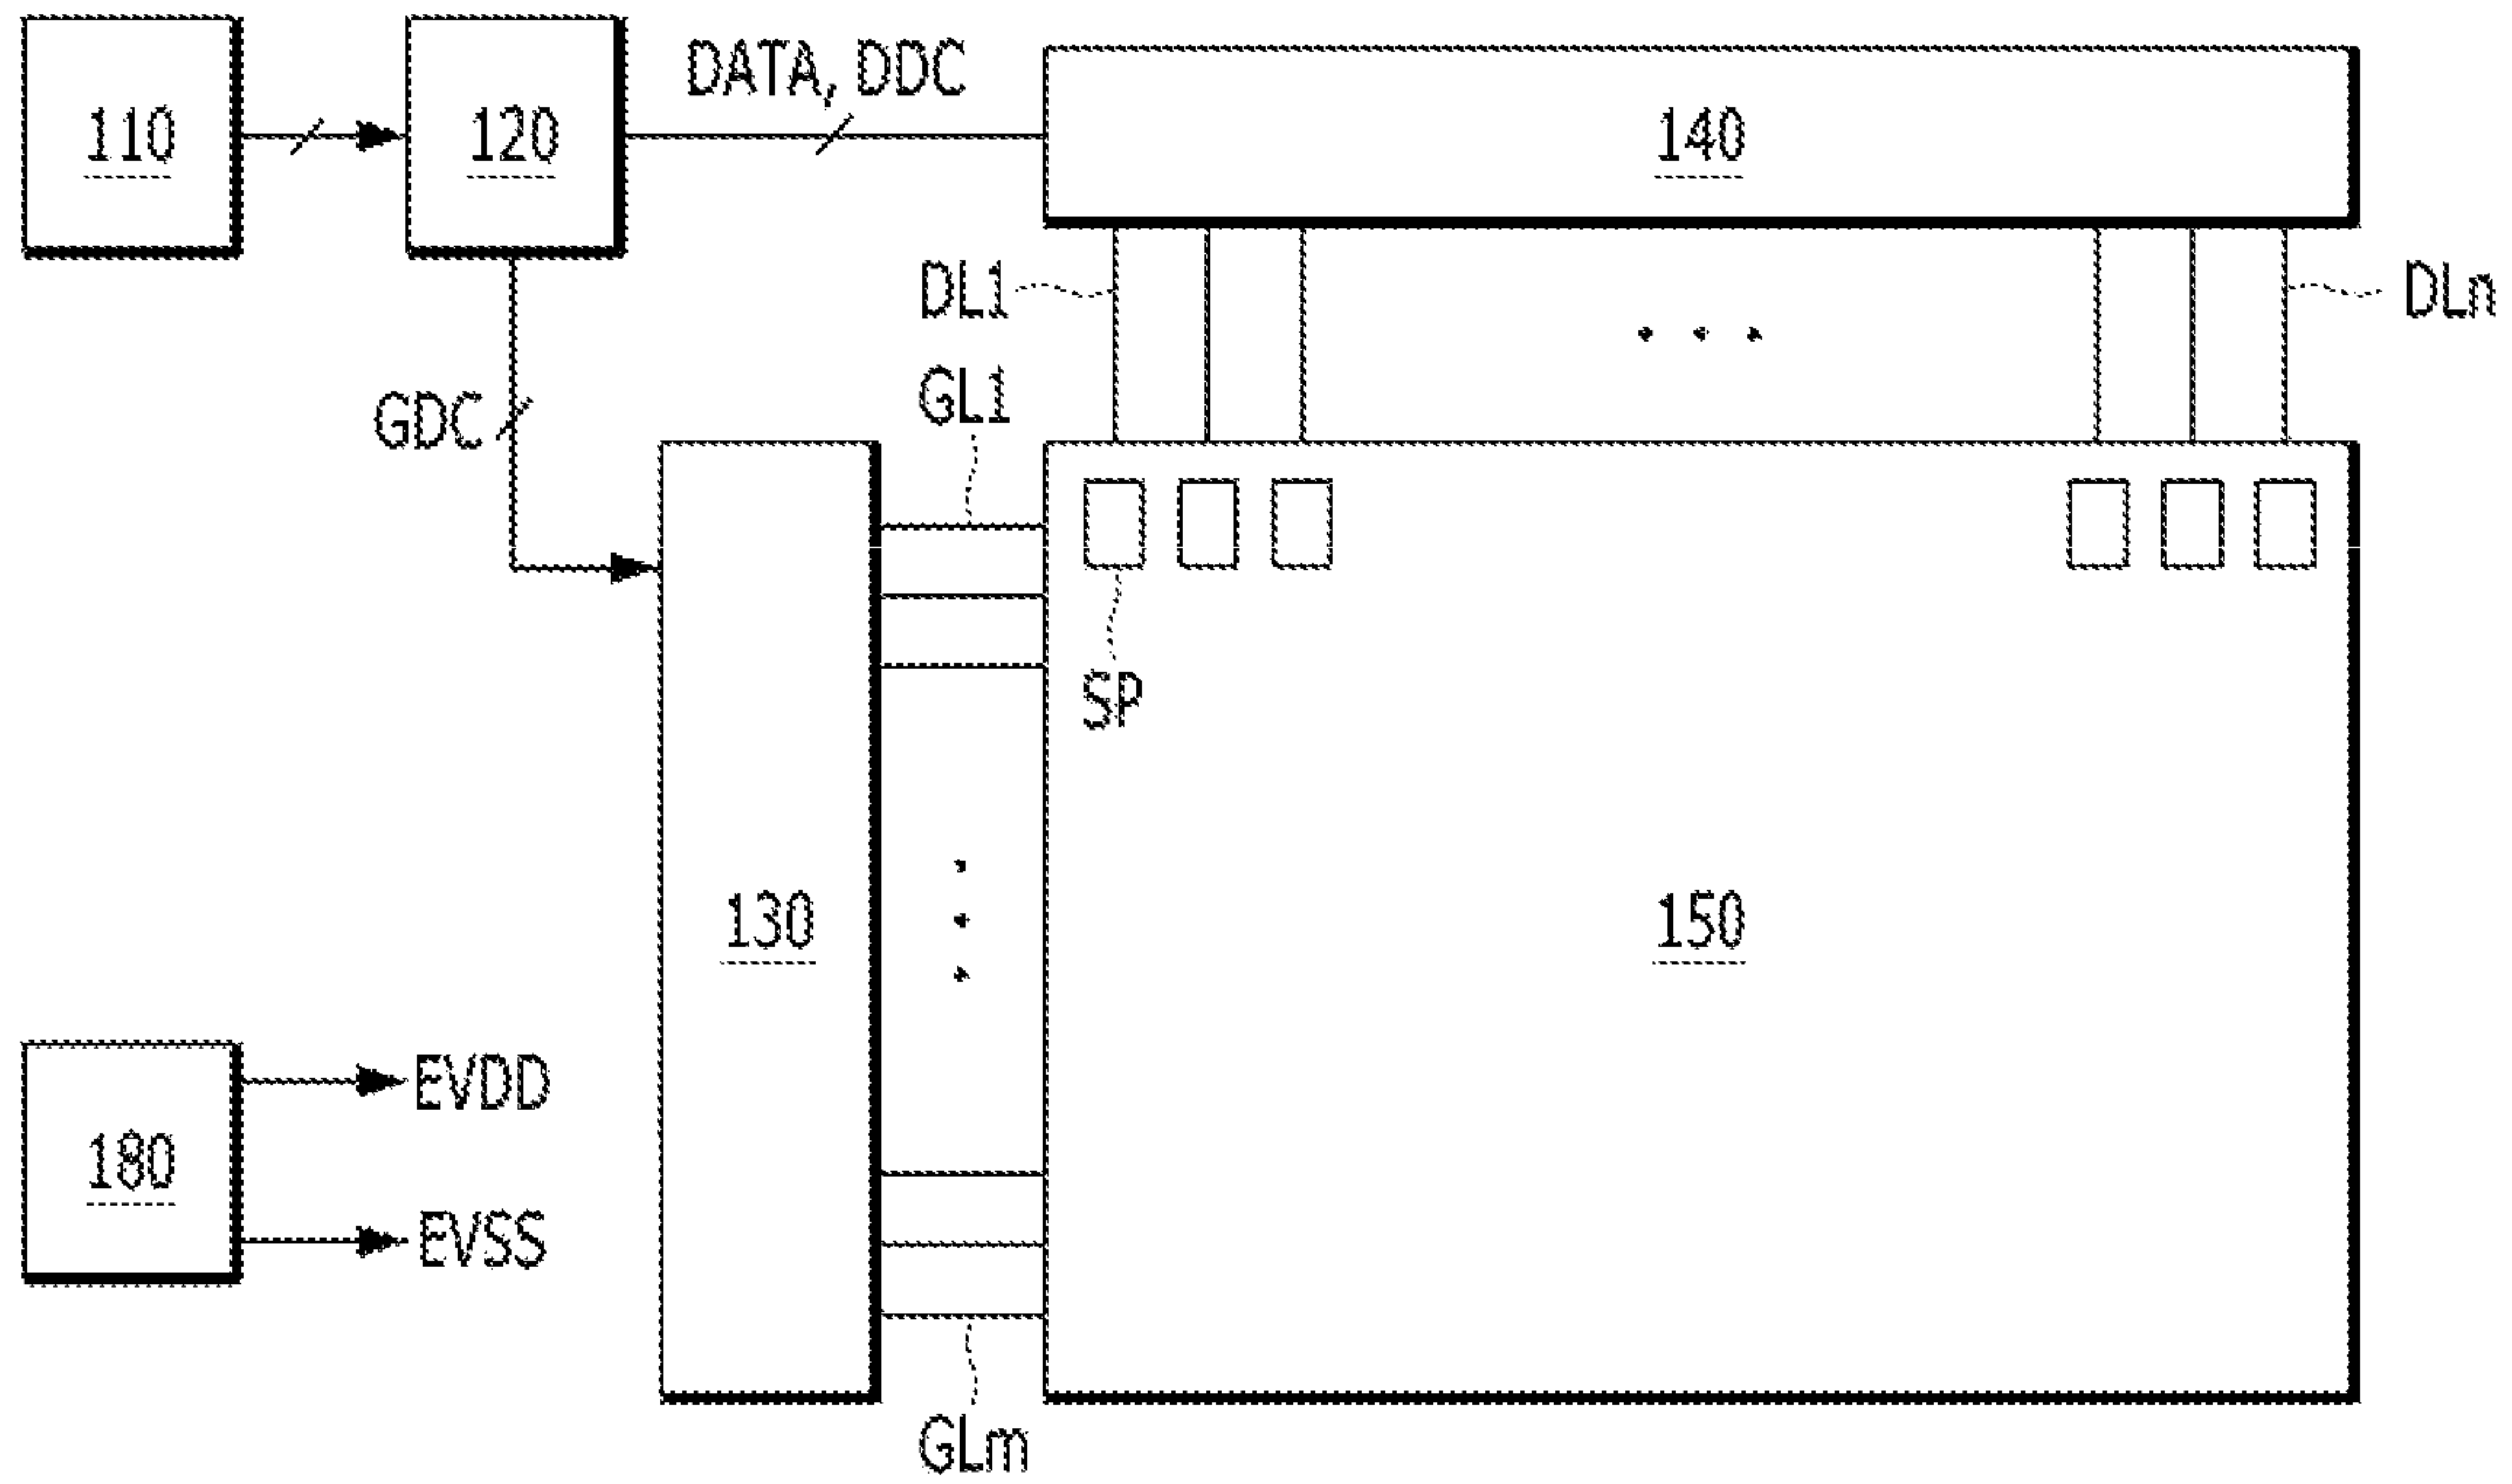 110
120
DATA, DDC
140
DL1
DLn
GL1
GDC
SP
130
150
EVDD
180
EVSS
GLm